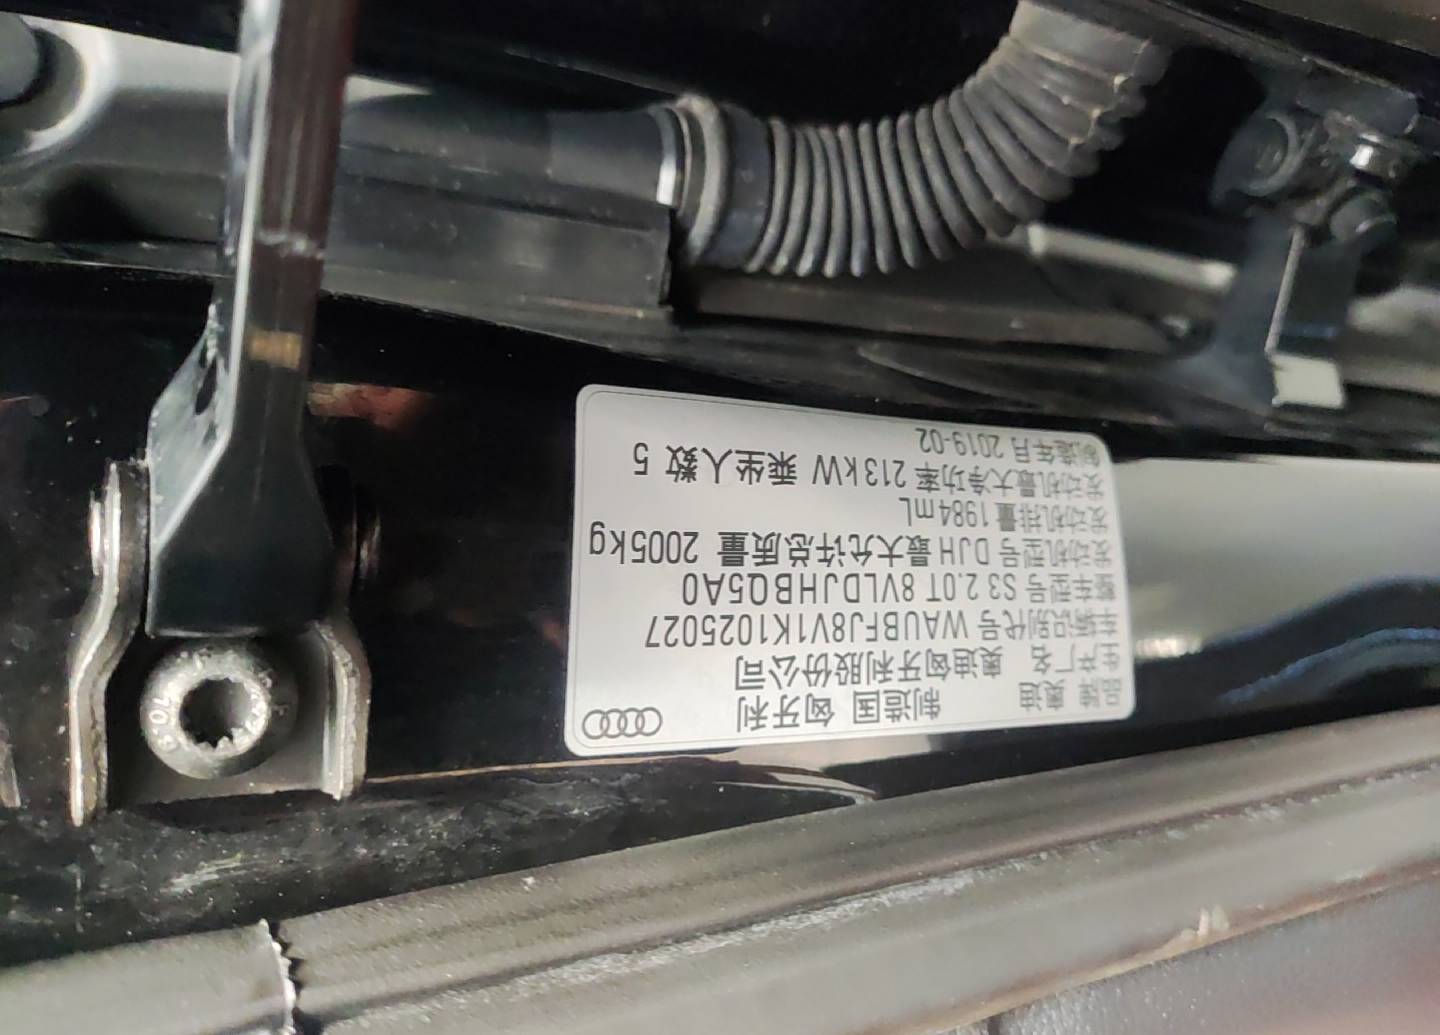 品牌 奥迪 制造国 匈牙利
生产厂名 奥迪匈牙利股份公司
车辆识别代号 WAUBFJ8V1K1025027
整车型号 S3 2.0T 8VLDJHBQ5A0
发动机型号 DJH 最大允许总质量 2005kg
发动机排量 1984mL
发动机最大净功率 213kW 乘坐人数 5
制造年月 2019-02